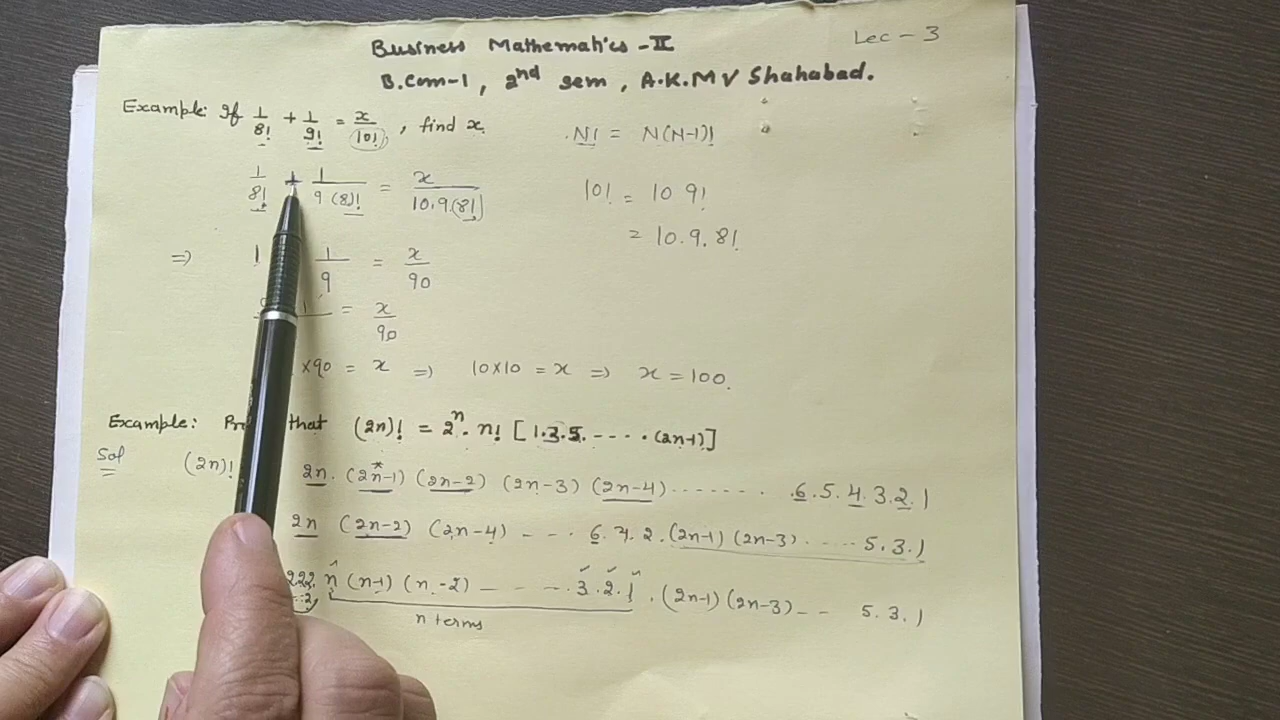 Lec - 3
Business Mathematics - II
B.Com-1, 2nd sem, A.K.M V Shahabad.
Example: If 1/8! + 1/9! = x/10!, find x.
N! = N(N-1)!
1/8! + 1/9(8)! = x/10.9(8!)
10! = 10 9!
= 10.9.8!
⇒ 1 1/9 = x/90
= x/90
×90 = x ⇒ 10×10 = x ⇒ x = 100.
Example: that (2n)! = 2^n. n! [1.3.5. - - - - . (2n-1)]
Sol (2n)! 2n. (2n-1)* (2n-2) (2n-3) (2n-4) . . . . . . . .6.5.4.3.2.1
2n (2n-2) (2n-4) - - - 6.4.2.(2n-1) (2n-3) . . . . - - 5.3.1
222. n (n-1) (n-2) - - - - . 3.2.1 . (2n-1) (2n-3) - - 5.3.1
n terms